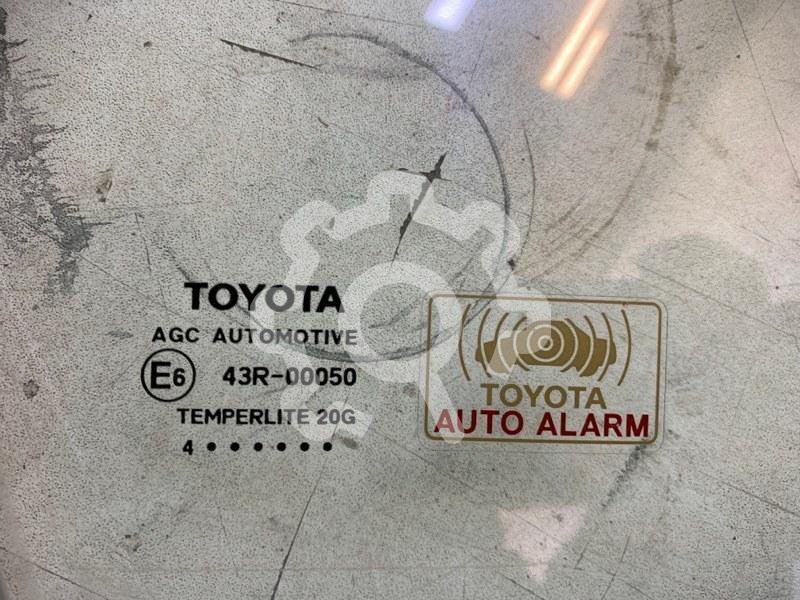 TOYOTA
AGC AUTOMOTIVE
E6 43R-00050
TEMPERLITE 20G
4 • • • • • •
TOYOTA
AUTO ALARM